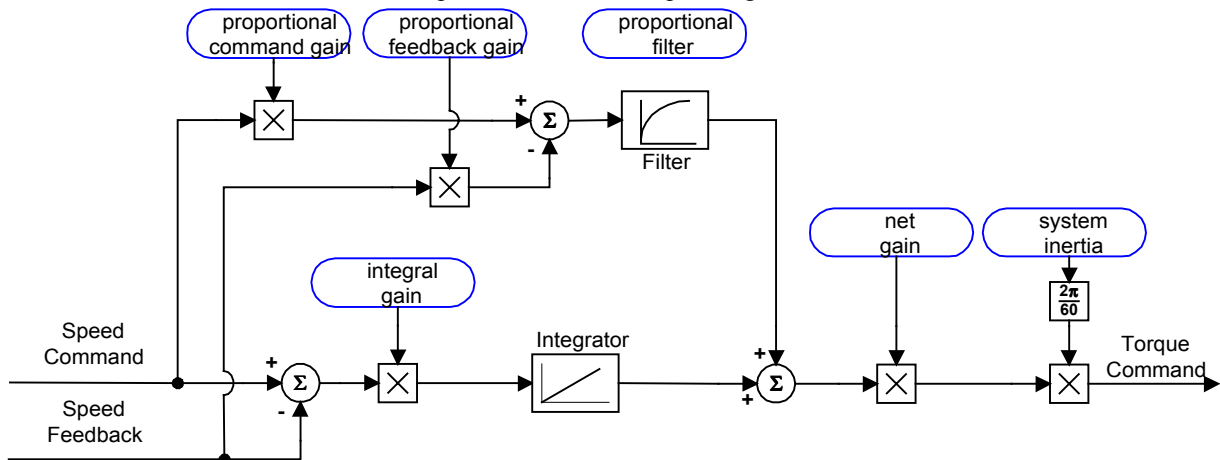 proportional
command gain
proportional
feedback gain
proportional
filter
+
Σ
-
Filter
net
gain
system
inertia
integral
gain
2π
60
Speed
Command
Integrator
Torque
Command
+
Σ
-
+
Σ
+
Speed
Feedback